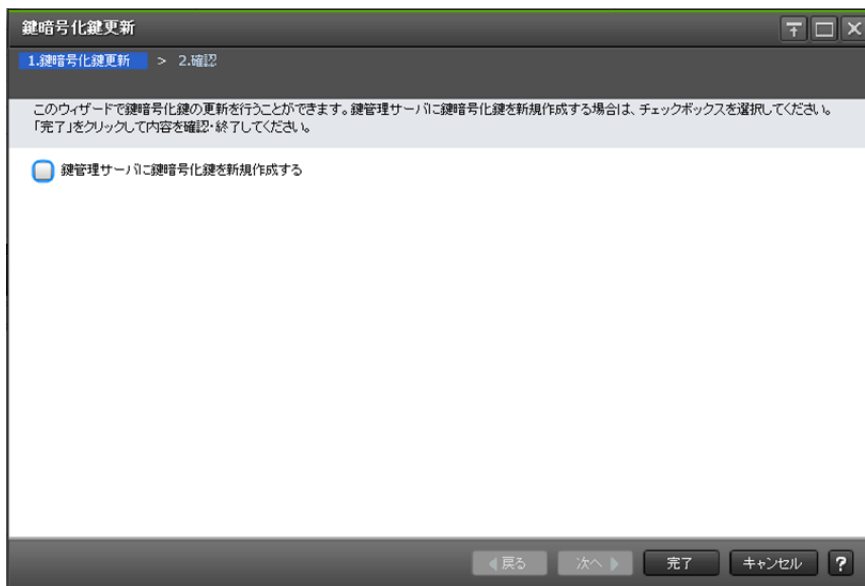 鍵暗号化鍵更新
1.鍵暗号化鍵更新 > 2.確認
このウィザードで鍵暗号化鍵の更新を行うことができます。鍵管理サーバに鍵暗号化鍵を新規作成する場合は、チェックボックスを選択してください。
「完了」をクリックして内容を確認・終了してください。
鍵管理サーバに鍵暗号化鍵を新規作成する
◀戻る 次へ▶ 完了 キャンセル ?